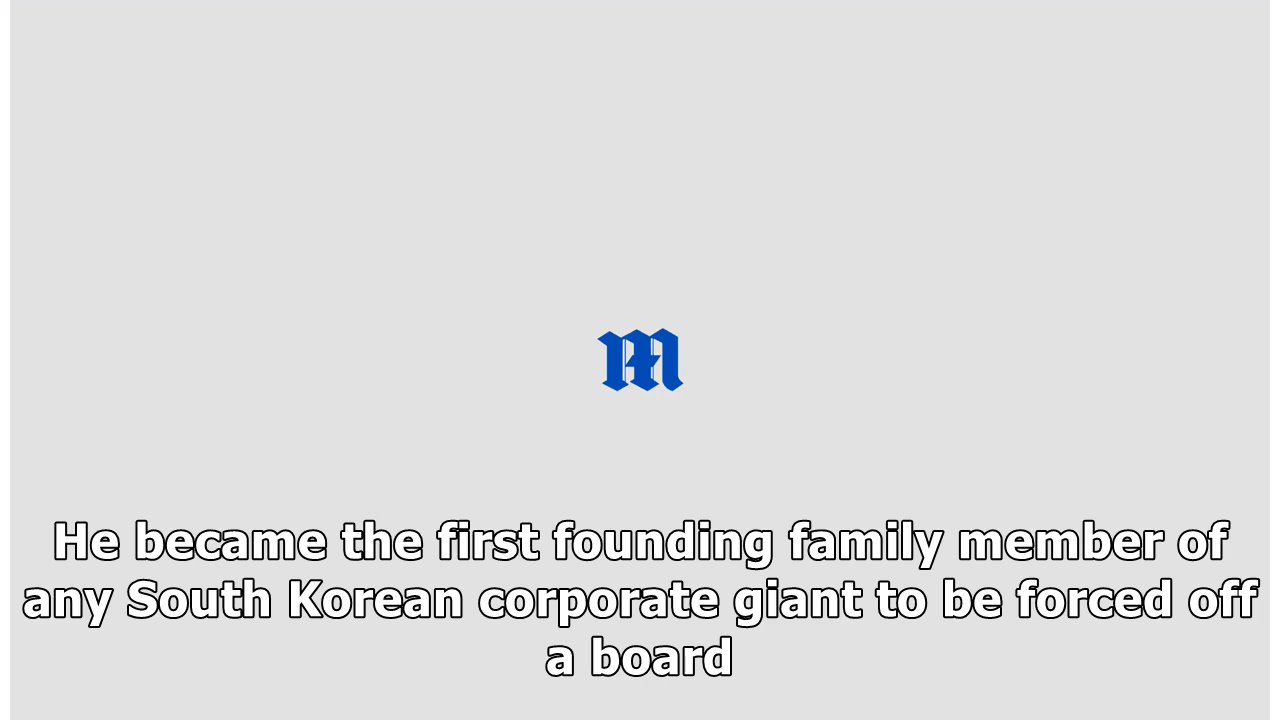 He became the first founding family member of
any South Korean corporate giant to be forced off
a board